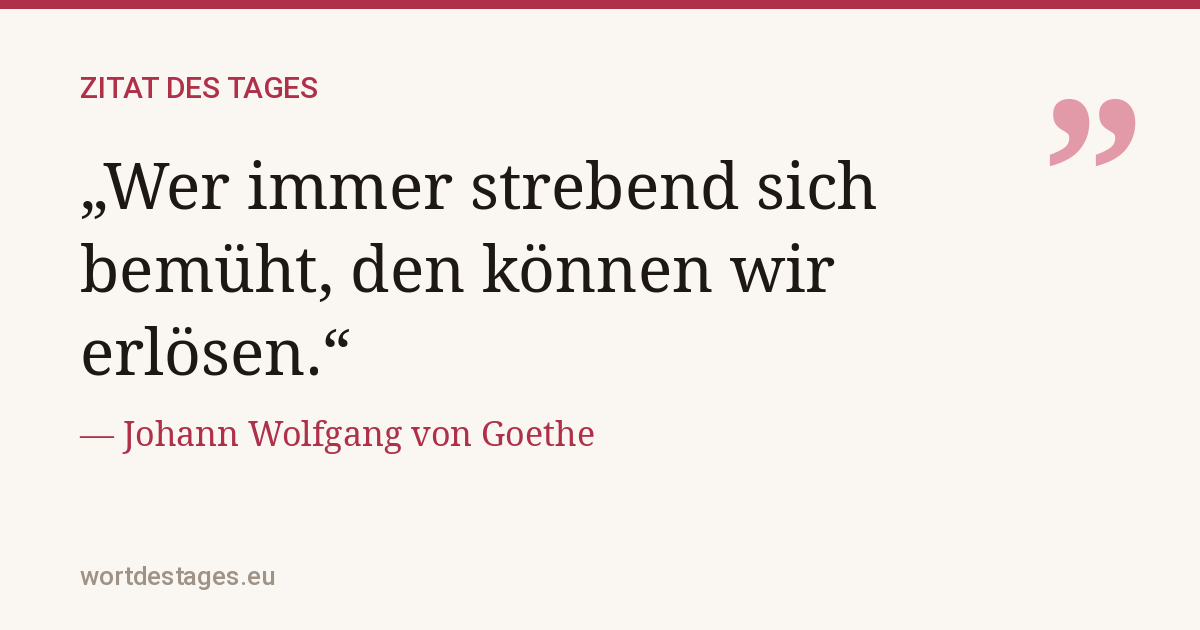 ZITAT DES TAGES
”
„Wer immer strebend sich
bemüht, den können wir
erlösen.“
— Johann Wolfgang von Goethe
wortdestages.eu